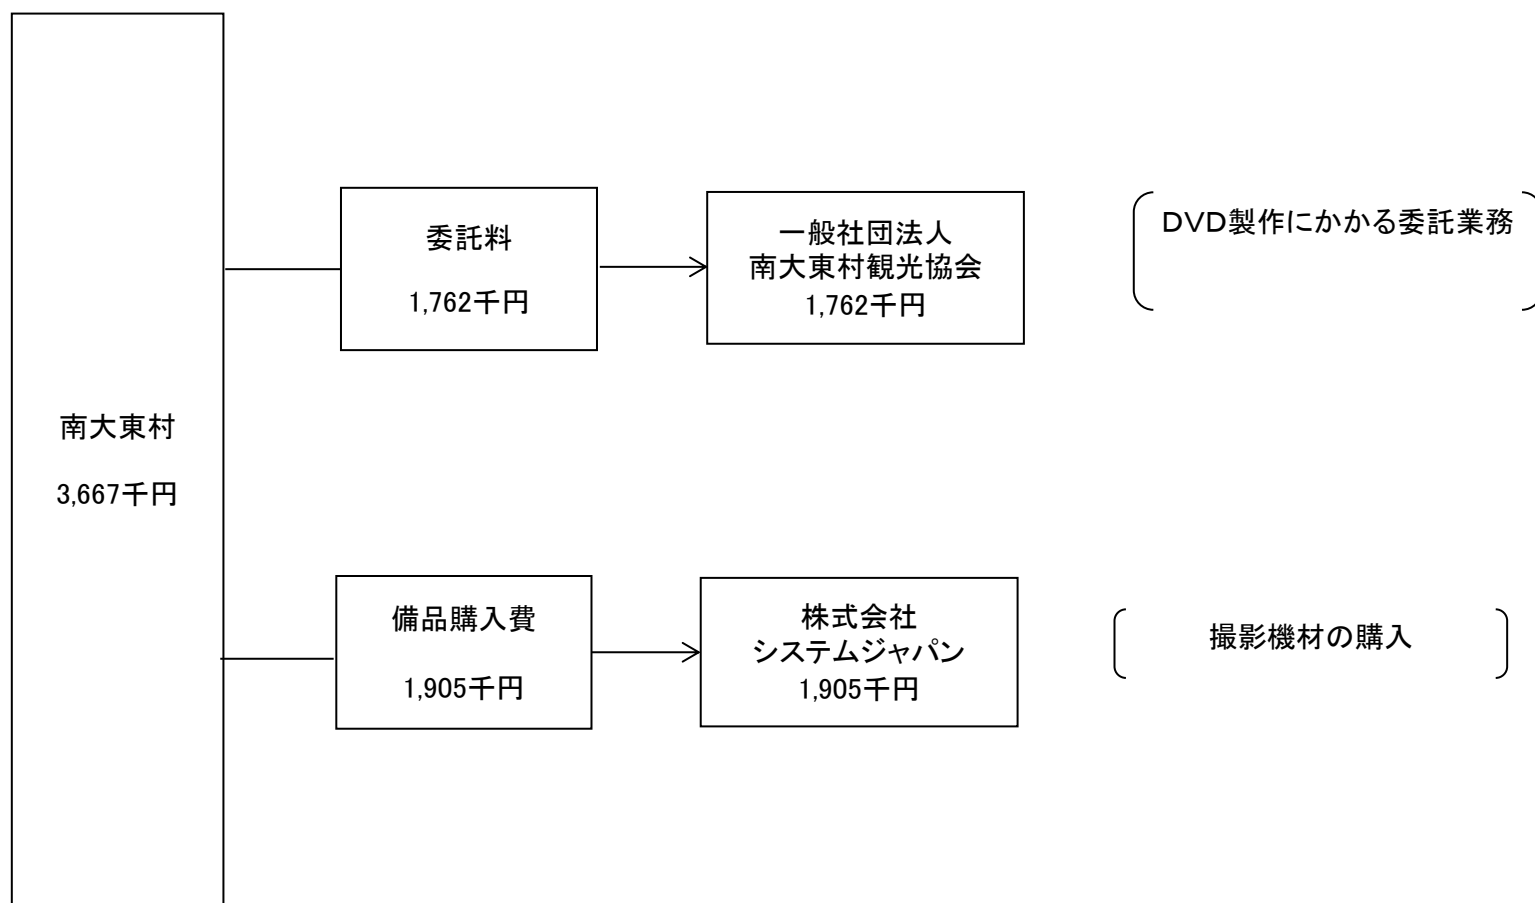 南大東村
3,667千円
委託料
1,762千円
一般社団法人
南大東村観光協会
1,762千円
DVD製作にかかる委託業務
備品購入費
1,905千円
株式会社
システムジャパン
1,905千円
撮影機材の購入